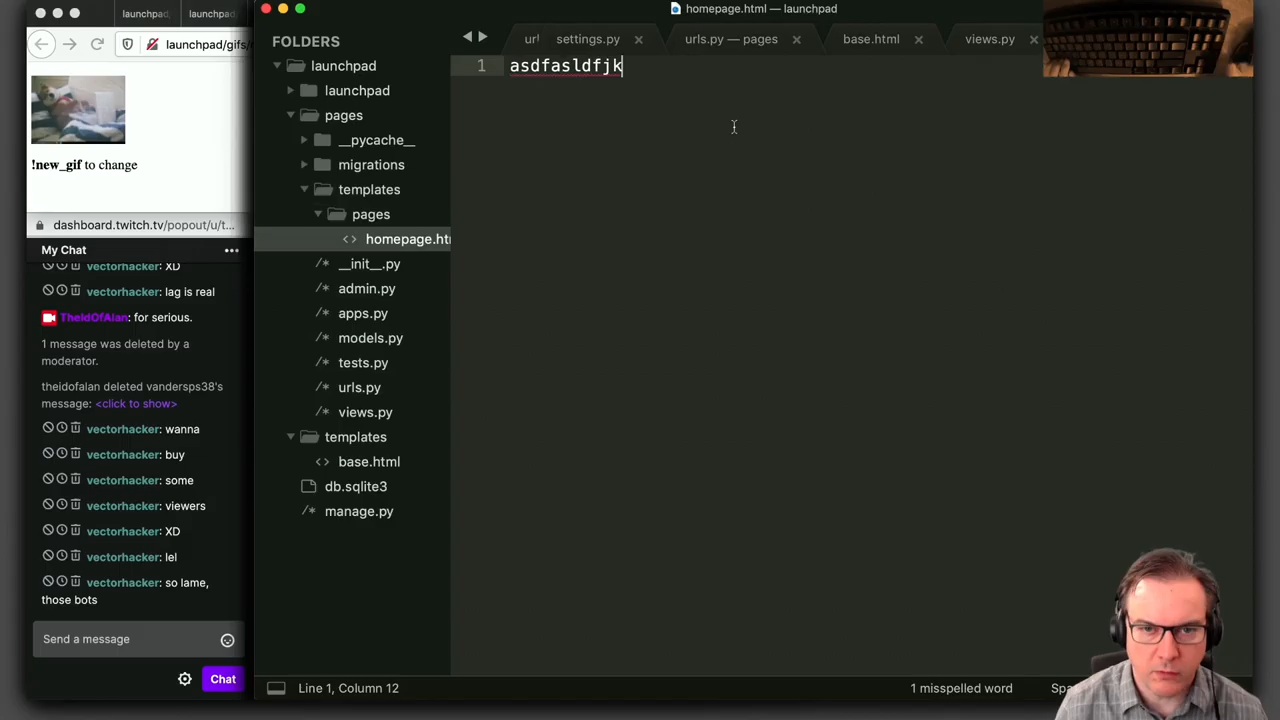 launchpad
launchpad
launchpad/gifs/
!new_gif to change
dashboard.twitch.tv/popout/u/t...
My Chat
vectorhacker: XD
vectorhacker: lag is real
TheIdOfAlan: for serious.
1 message was deleted by a
moderator.
theidofalan deleted vandersps38's
message: <click to show>
vectorhacker: wanna
vectorhacker: buy
vectorhacker: some
vectorhacker: viewers
vectorhacker: XD
vectorhacker: lel
vectorhacker: so lame,
those bots
Send a message
Chat
homepage.html — launchpad
FOLDERS
launchpad
launchpad
pages
__pycache__
migrations
templates
pages
<> homepage.ht
/* __init__.py
/* admin.py
/* apps.py
/* models.py
/* tests.py
/* urls.py
/* views.py
templates
<> base.html
db.sqlite3
/* manage.py
url
settings.py
urls.py — pages
base.html
views.py
1 asdfasldfjk
Line 1, Column 12
1 misspelled word
Spa